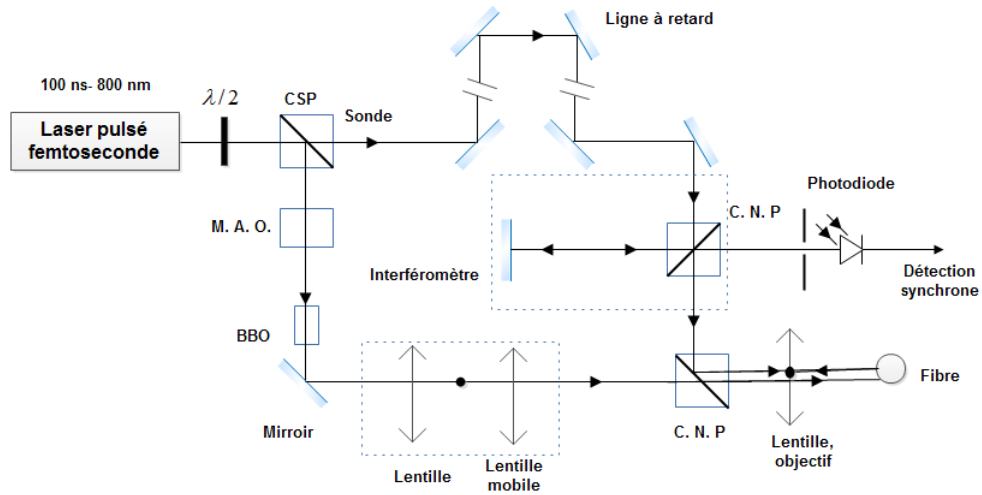 Ligne à retard
100 ns- 800 nm
λ/2
CSP
Sonde
Laser pulsé
femtoseconde
Photodiode
C. N. P
M. A. O.
Interféromètre
Détection
synchrone
BBO
Fibre
Mirroir
C. N. P
Lentille,
objectif
Lentille
Lentille
mobile